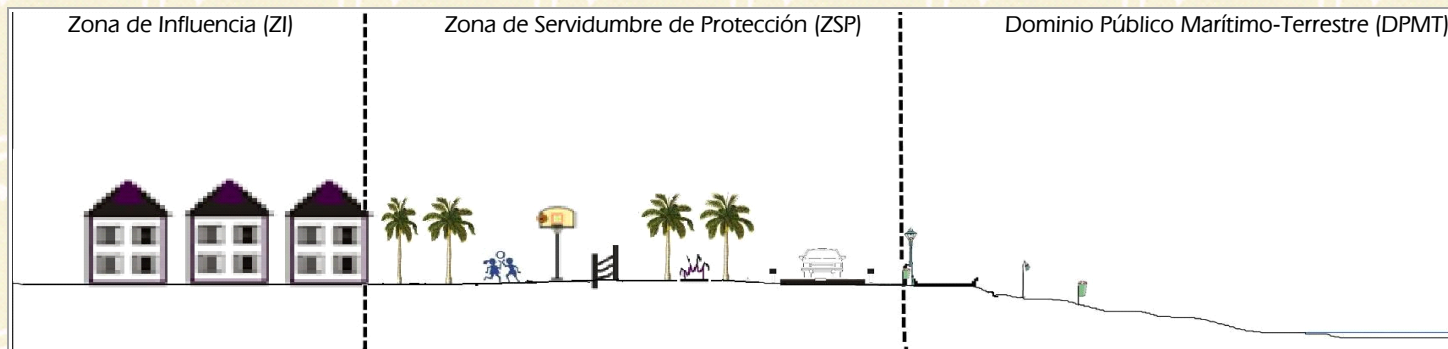 Zona de Influencia (ZI) Zona de Servidumbre de Protección (ZSP) Dominio Público Marítimo-Terrestre (DPMT)